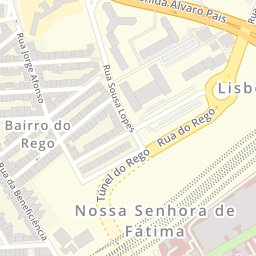 Avenida Álvaro Pais
Rua Jorge Afonso
Rua Sousa Lopes
Lisbo
Bairro do
Rego
Rua do Rego
Túnel do Rego
Rua da Beneficência
Nossa Senhora de
Fátima